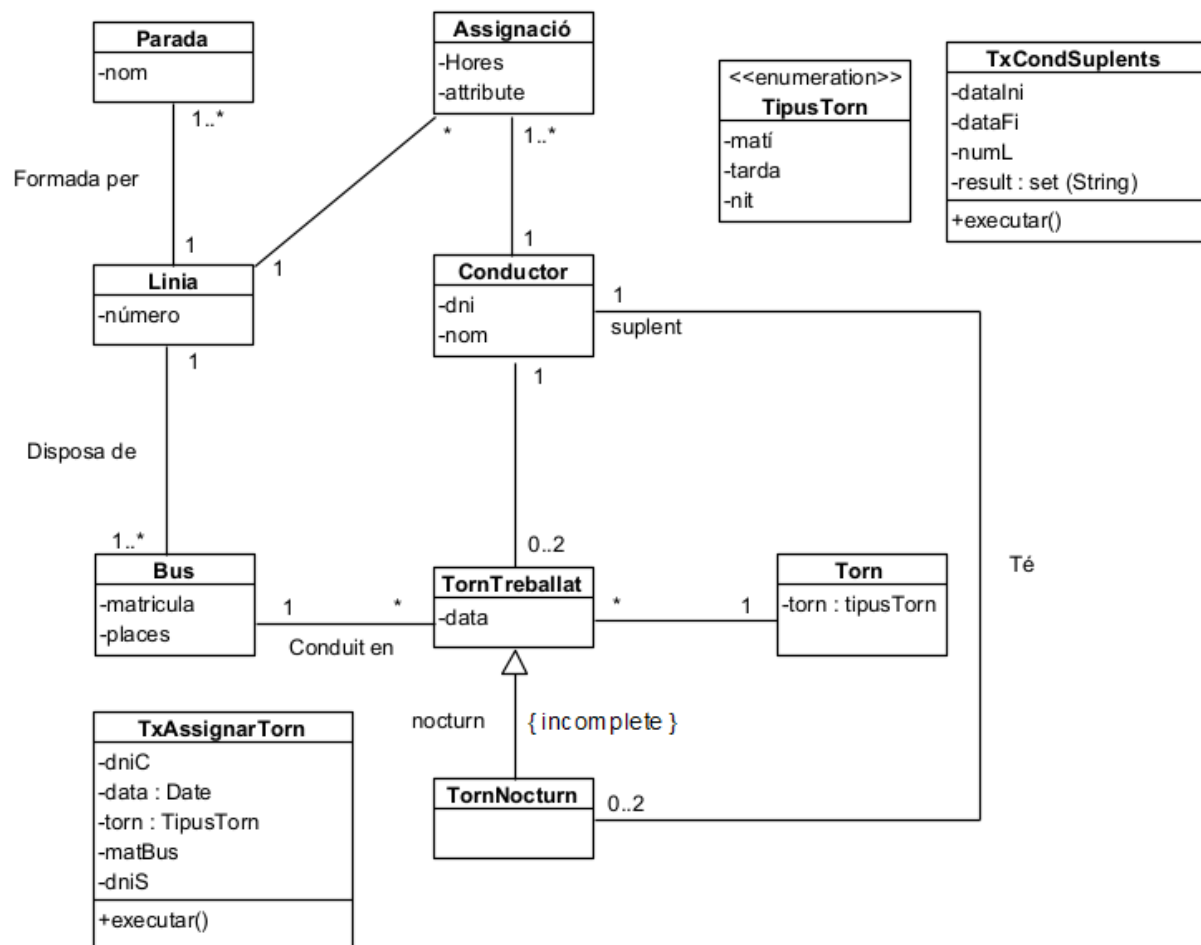 Parada
-nom
1..*
Formada per
1
Assignació
-Hores
-attribute
*
1..*
1
1
<<enumeration>>
TipusTorn
-matí
-tarda
-nit
TxCondSuplents
-dataIni
-dataFi
-numL
-result : set (String)
+executar()
Linia
-número
1
Disposa de
1..*
Conductor
-dni
-nom
1
suplent
1
0..2
Té
Bus
-matricula
-places
1
*
Conduit en
TornTreballat
-data
*
1
Torn
-torn : tipusTorn
nocturn
{ incomplete }
TornNocturn
0..2
TxAssignarTorn
-dniC
-data : Date
-torn : TipusTorn
-matBus
-dniS
+executar()